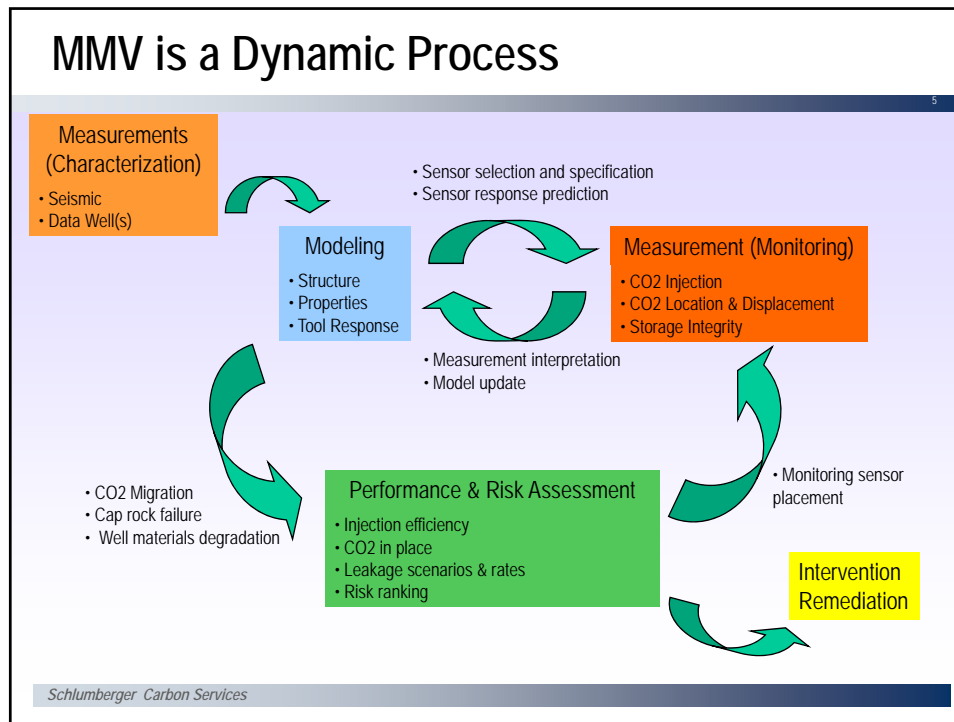 MMV is a Dynamic Process
5
Measurements
(Characterization)
• Seismic
• Data Well(s)
• Sensor selection and specification
• Sensor response prediction
Modeling
• Structure
• Properties
• Tool Response
Measurement (Monitoring)
• CO2 Injection
• CO2 Location & Displacement
• Storage Integrity
• Measurement interpretation
• Model update
• CO2 Migration
• Cap rock failure
• Well materials degradation
Performance & Risk Assessment
• Injection efficiency
• CO2 in place
• Leakage scenarios & rates
• Risk ranking
• Monitoring sensor
placement
Intervention
Remediation
Schlumberger Carbon Services